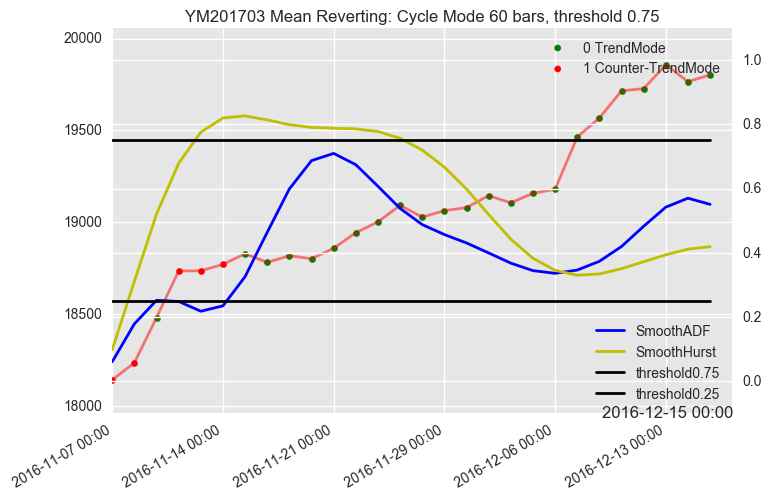 YM201703 Mean Reverting: Cycle Mode 60 bars, threshold 0.75
20000
19500
19000
18500
18000
0 TrendMode
1 Counter-TrendMode
1.0
0.8
0.6
0.4
0.2
0.0
SmoothADF
SmoothHurst
threshold0.75
threshold0.25
2016-12-15 00:00
2016-11-07 00:00
2016-11-14 00:00
2016-11-21 00:00
2016-11-29 00:00
2016-12-06 00:00
2016-12-13 00:00